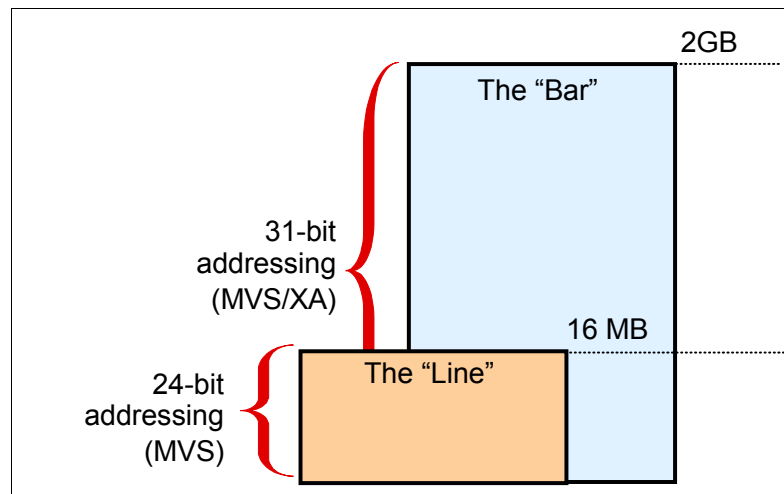 2GB
The “Bar”
31-bit
addressing
(MVS/XA)
16 MB
The “Line”
24-bit
addressing
(MVS)